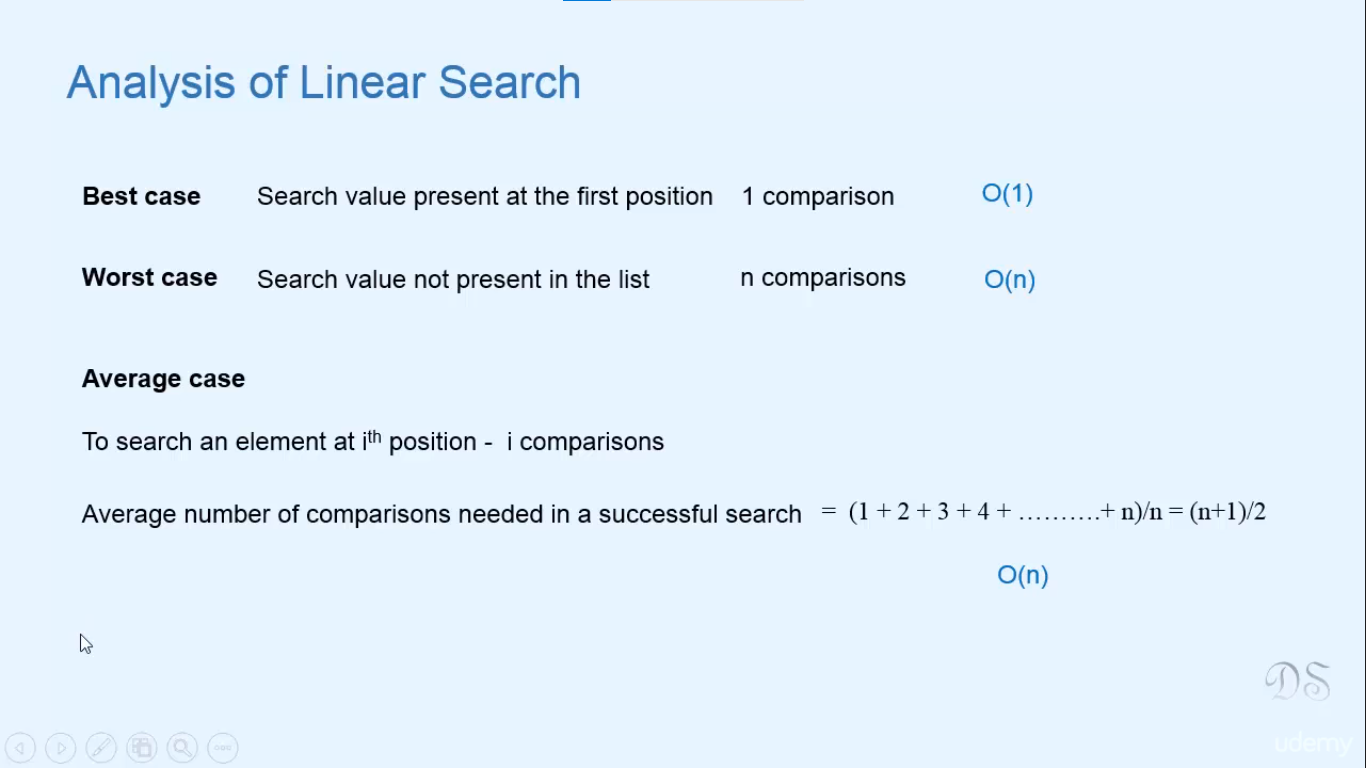 Analysis of Linear Search
Best case Search value present at the first position 1 comparison O(1)
Worst case Search value not present in the list n comparisons O(n)
Average case
To search an element at iᵗʰ position - i comparisons
Average number of comparisons needed in a successful search = (1 + 2 + 3 + 4 + ……….+ n)/n = (n+1)/2
O(n)
DS
udemy